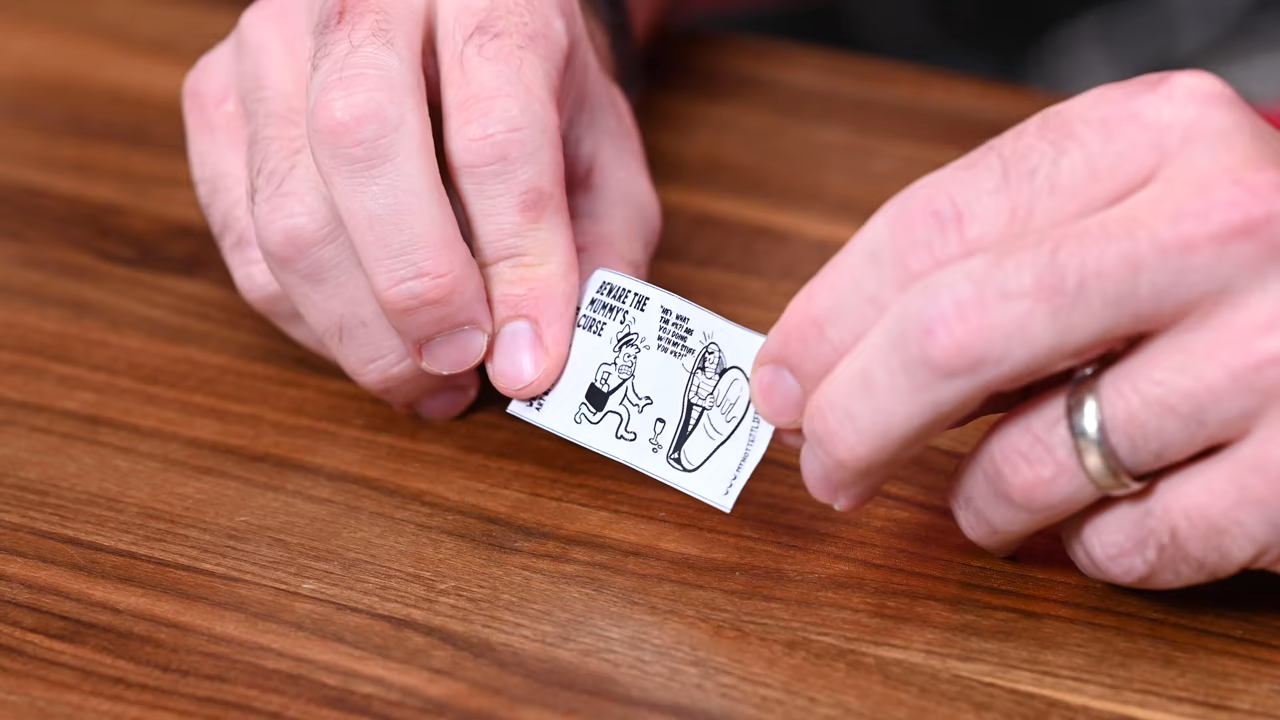 BEWARE THE
MUMMY'S
CURSE
"HEY WHAT
THE #%?! ARE
YOU DOING
WITH MY STUFF
YOU #%?!"